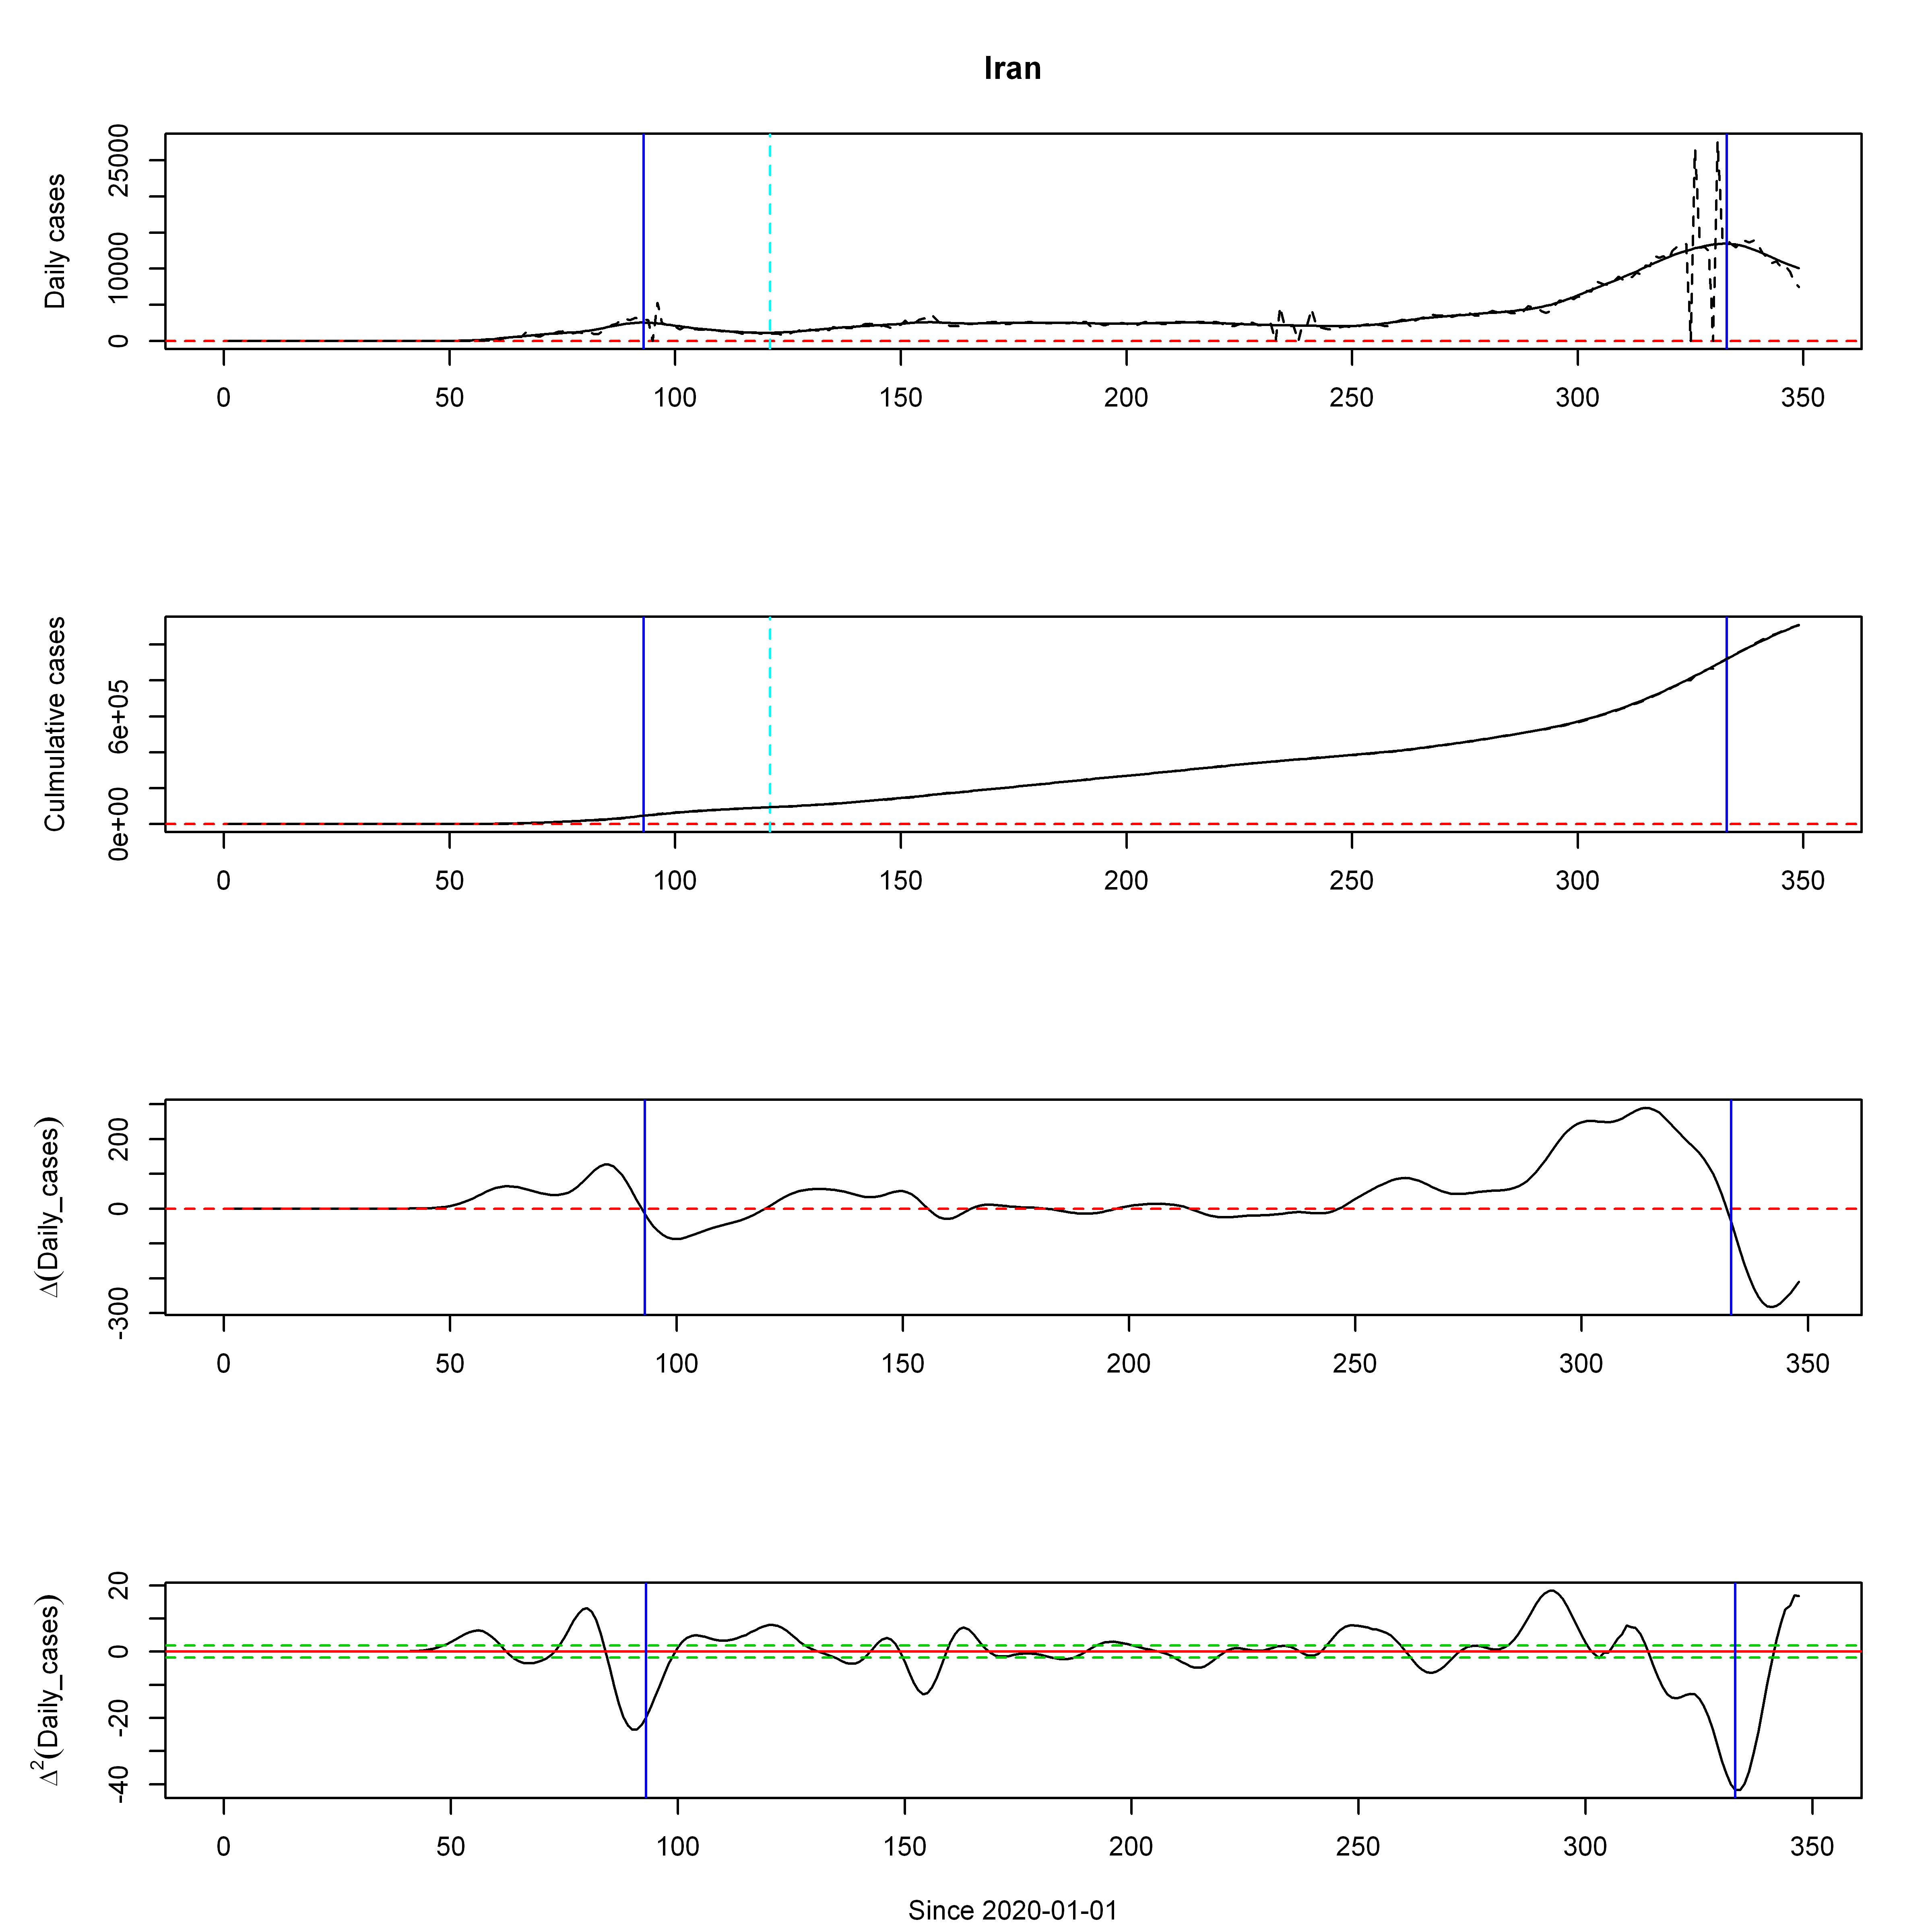 Iran
Daily cases
0 10000 25000
0 50 100 150 200 250 300 350
Culmulative cases
0e+00 6e+05
0 50 100 150 200 250 300 350
Δ(Daily_cases)
-300 0 200
0 50 100 150 200 250 300 350
Δ²(Daily_cases)
-40 -20 0 20
0 50 100 150 200 250 300 350
Since 2020-01-01